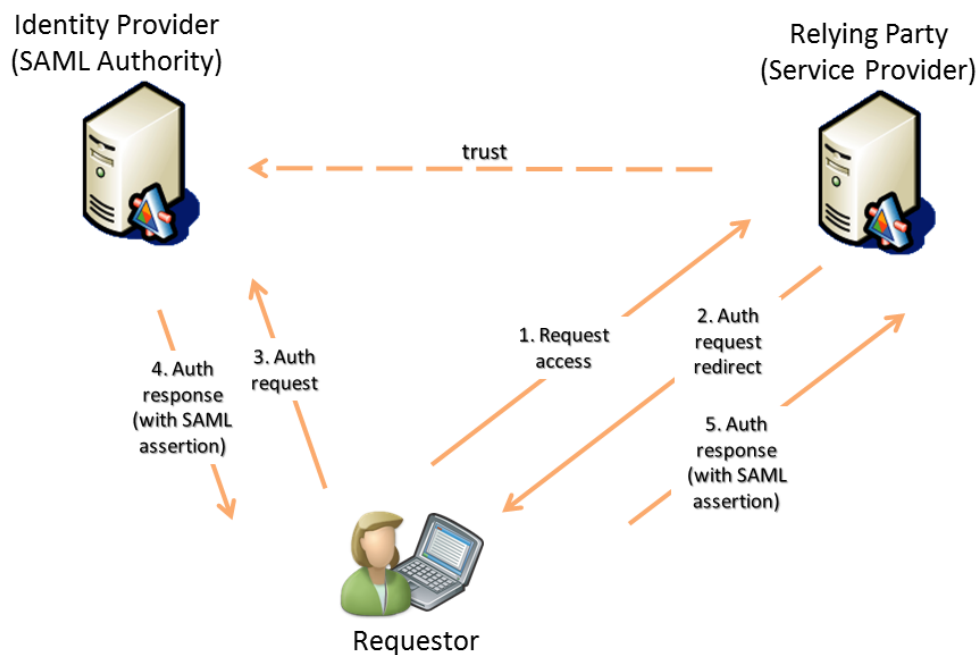 Identity Provider
(SAML Authority)
Relying Party
(Service Provider)
trust
1. Request
access
2. Auth
request
redirect
3. Auth
request
4. Auth
response
(with SAML
assertion)
5. Auth
response
(with SAML
assertion)
Requestor